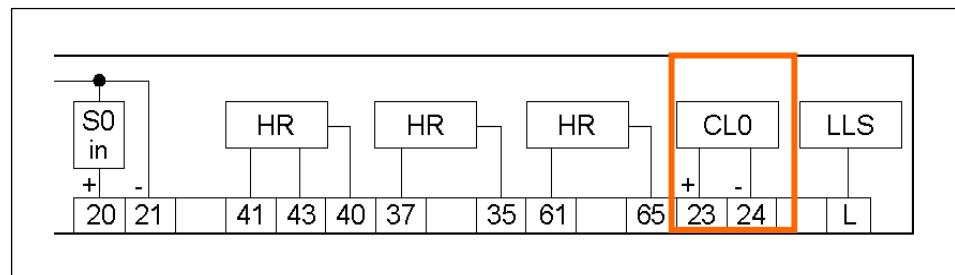 S0 in
HR HR HR CL0 LLS
+ - + -
20 21 41 43 40 37 35 61 65 23 24 L